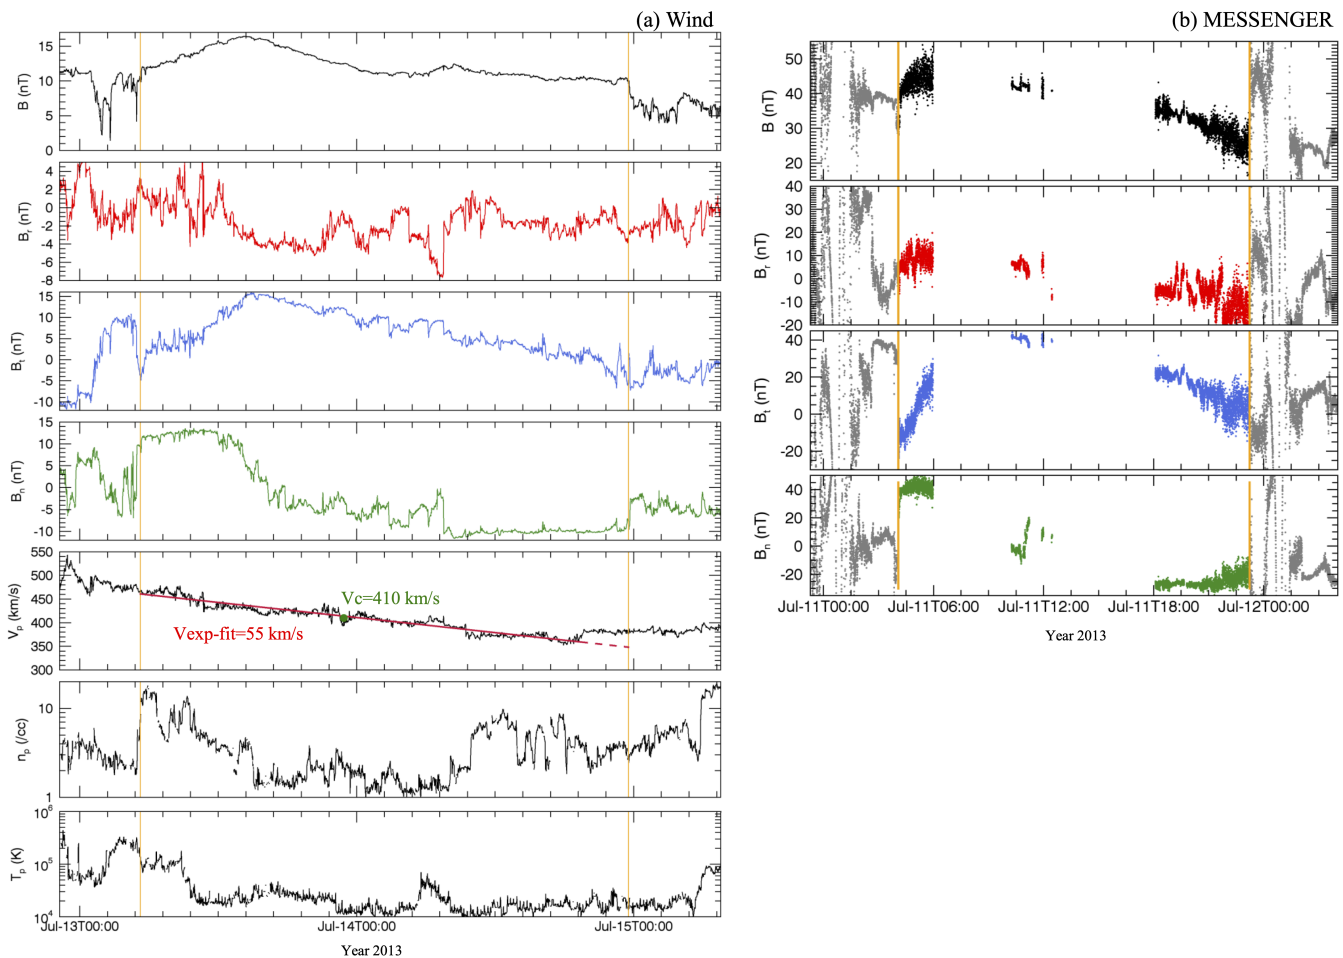 (a) Wind
15
10
5
0
B (nT)
4
2
0
-2
-4
-6
-8
Br (nT)
15
10
5
0
-5
-10
Bt (nT)
15
10
5
0
-5
-10
Bn (nT)
550
500
450
400
350
300
Vp (km/s)
Vc=410 km/s
Vexp-fit=55 km/s
10
1
np (/cc)
10^6
10^5
10^4
Tp (K)
Jul-13T00:00 Jul-14T00:00 Jul-15T00:00
Year 2013
(b) MESSENGER
50
40
30
20
B (nT)
40
30
20
10
0
-10
-20
Br (nT)
40
20
0
-20
Bt (nT)
40
20
0
-20
Bn (nT)
Jul-11T00:00 Jul-11T06:00 Jul-11T12:00 Jul-11T18:00 Jul-12T00:00
Year 2013